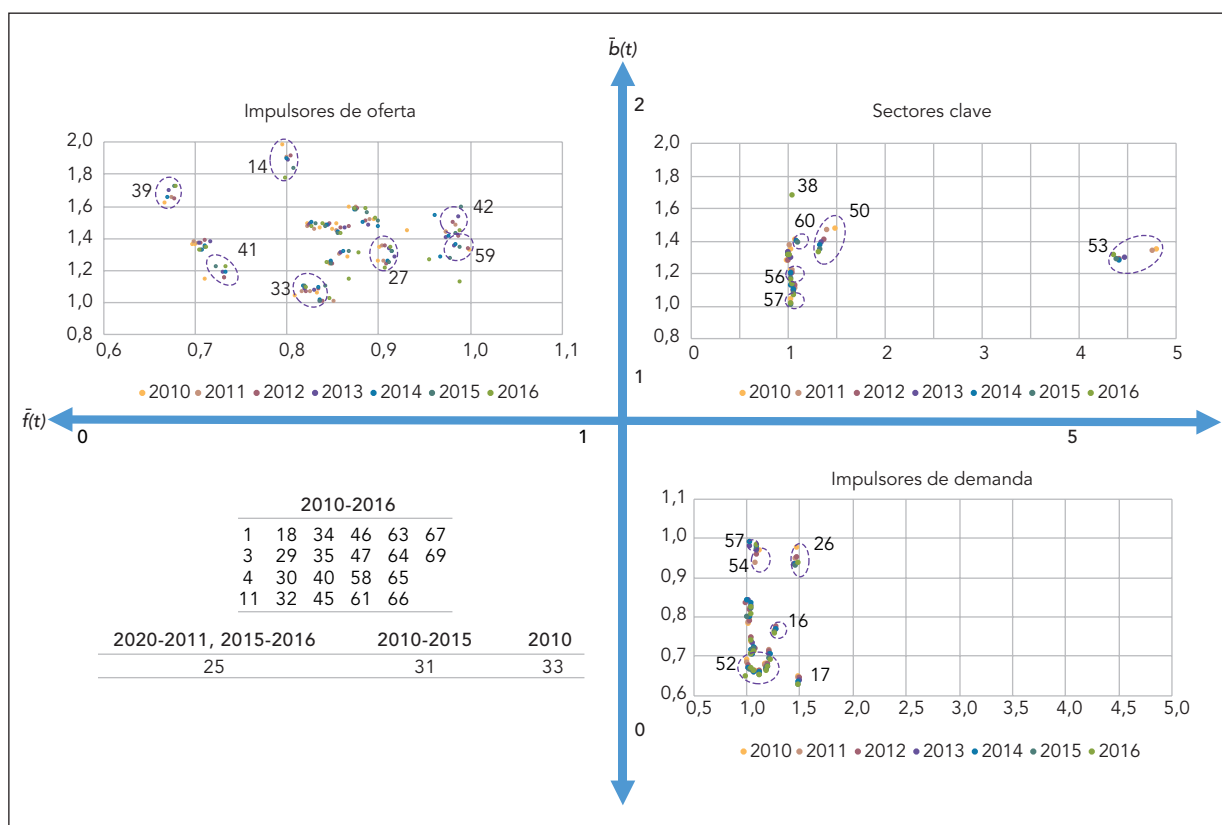 b̄(t)
2
Impulsores de oferta
2,0
1,8
1,6
1,4
1,2
1,0
0,8
0,6 0,7 0,8 0,9 1,0 1,1
14
39
42
41
59
33
27
2010 2011 2012 2013 2014 2015 2016
Sectores clave
2,0
1,8
1,6
1,4
1,2
1,0
0,8
0 1 2 3 4 5
38
60
50
53
56
57
2010 2011 2012 2013 2014 2015 2016
1
f̄(t)
0 1 5
2010-2016
1 18 34 46 63 67
3 29 35 47 64 69
4 30 40 58 65
11 32 45 61 66
2020-2011, 2015-2016 2010-2015 2010
25 31 33
Impulsores de demanda
1,1
1,0
0,9
0,8
0,7
0,6
0,5 1,0 1,5 2,0 2,5 3,0 3,5 4,0 4,5 5,0
57
26
54
16
52
17
2010 2011 2012 2013 2014 2015 2016
0